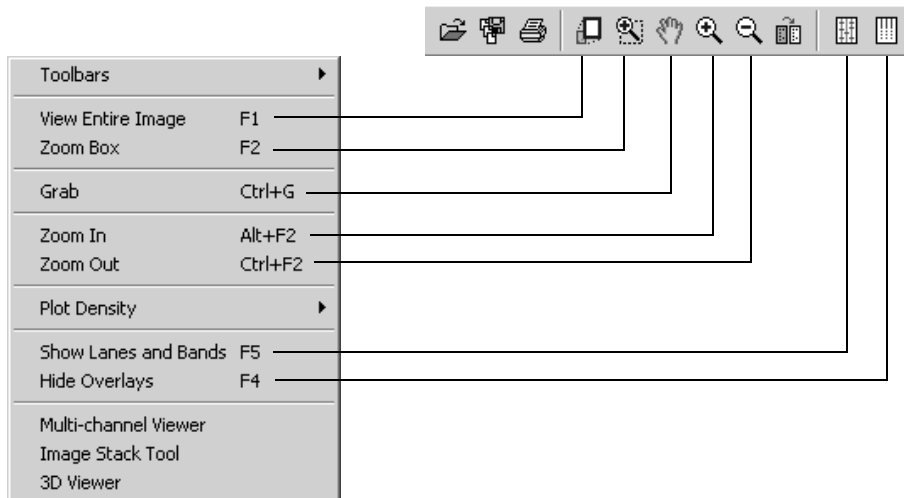 Toolbars
View Entire Image F1
Zoom Box F2
Grab Ctrl+G
Zoom In Alt+F2
Zoom Out Ctrl+F2
Plot Density
Show Lanes and Bands F5
Hide Overlays F4
Multi-channel Viewer
Image Stack Tool
3D Viewer